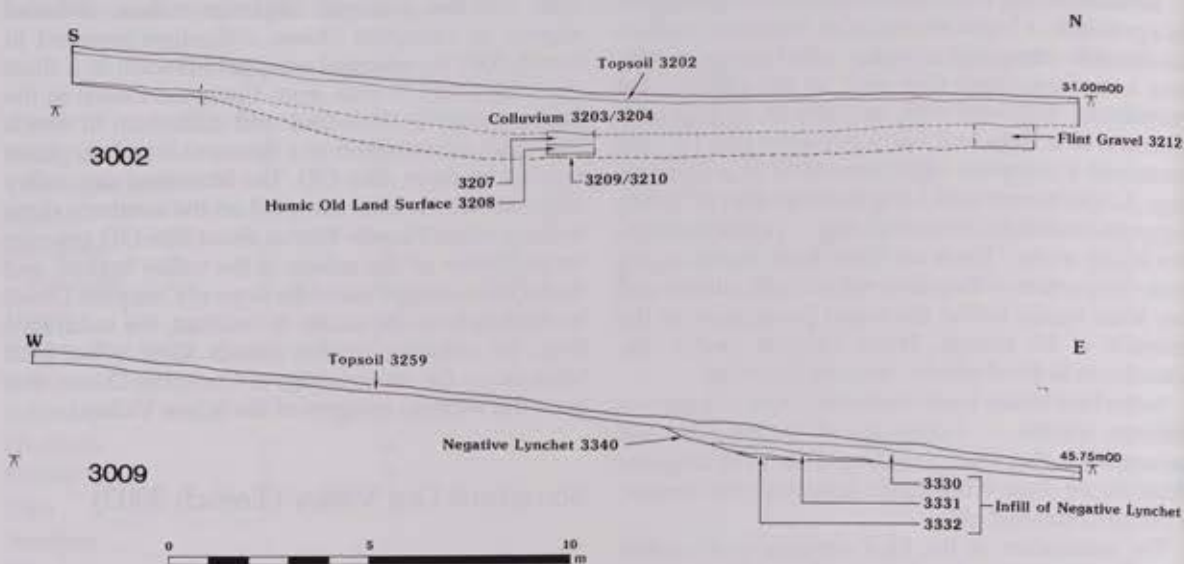 S
N
Topsoil 3202
31.00mOD
Colluvium 3203/3204
3002
Flint Gravel 3212
3207
3209/3210
Humic Old Land Surface 3208
W
Topsoil 3259
E
Negative Lynchet 3340
45.75mOD
3009
3330
3331
Infill of Negative Lynchet
3332
0 5 10
m